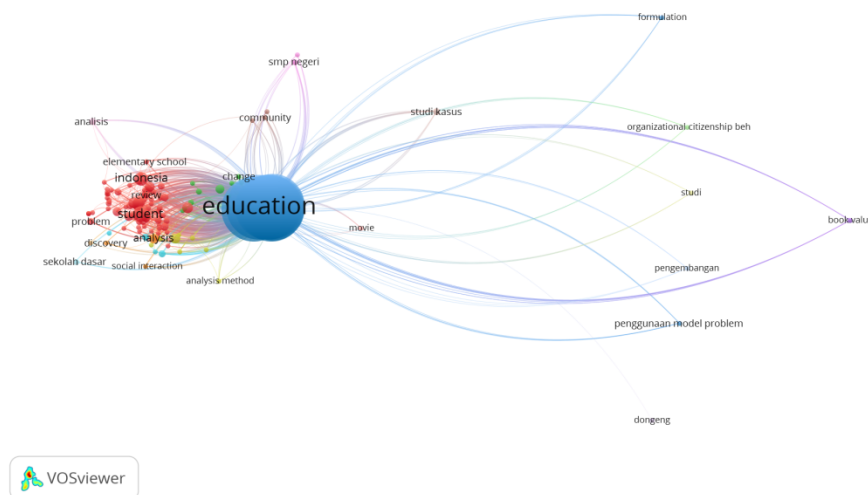 formulation
smp negeri
studi kasus
community
analisis
organizational citizenship beh
elementary school
change
indonesia
review
studi
education
student
problem
bookwalu
movie
analysis
discovery
sekolah dasar
social interaction
pengembangan
analysis method
penggunaan model problem
dongeng
VOSviewer